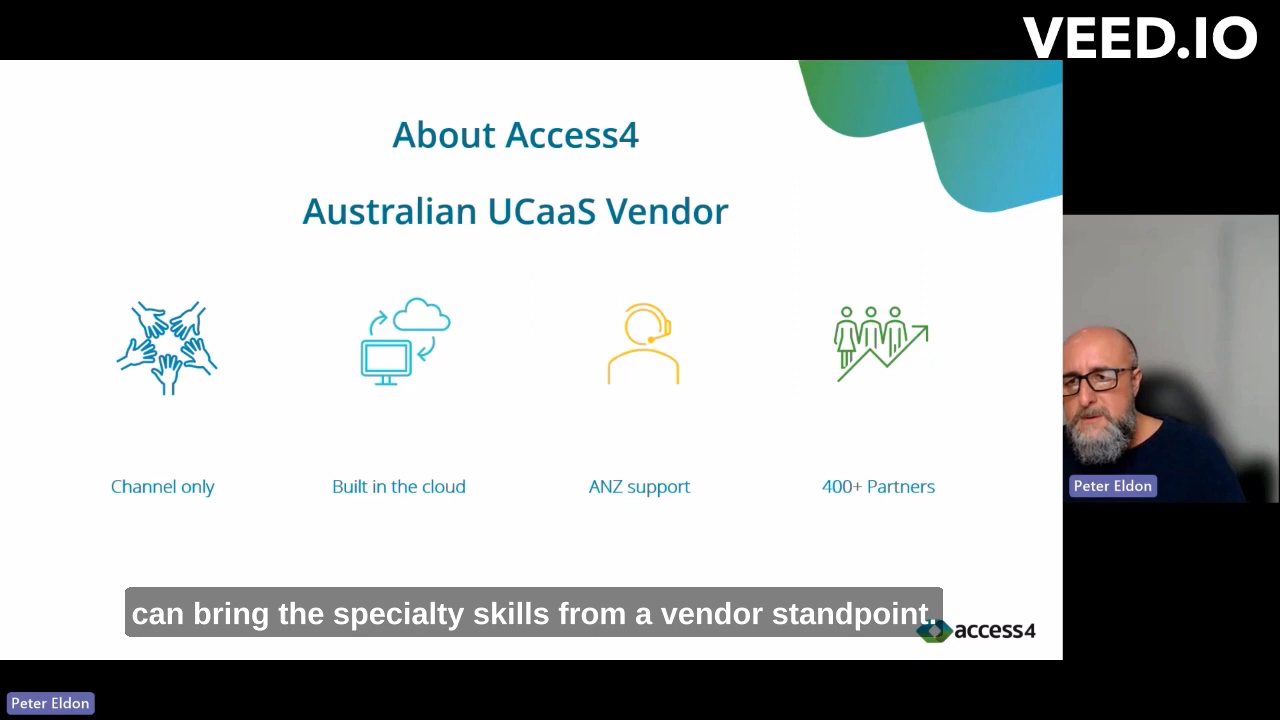 VEED.IO
About Access4
Australian UCaaS Vendor
Channel only
Built in the cloud
ANZ support
400+ Partners
Peter Eldon
can bring the specialty skills from a vendor standpoint.
access4
Peter Eldon